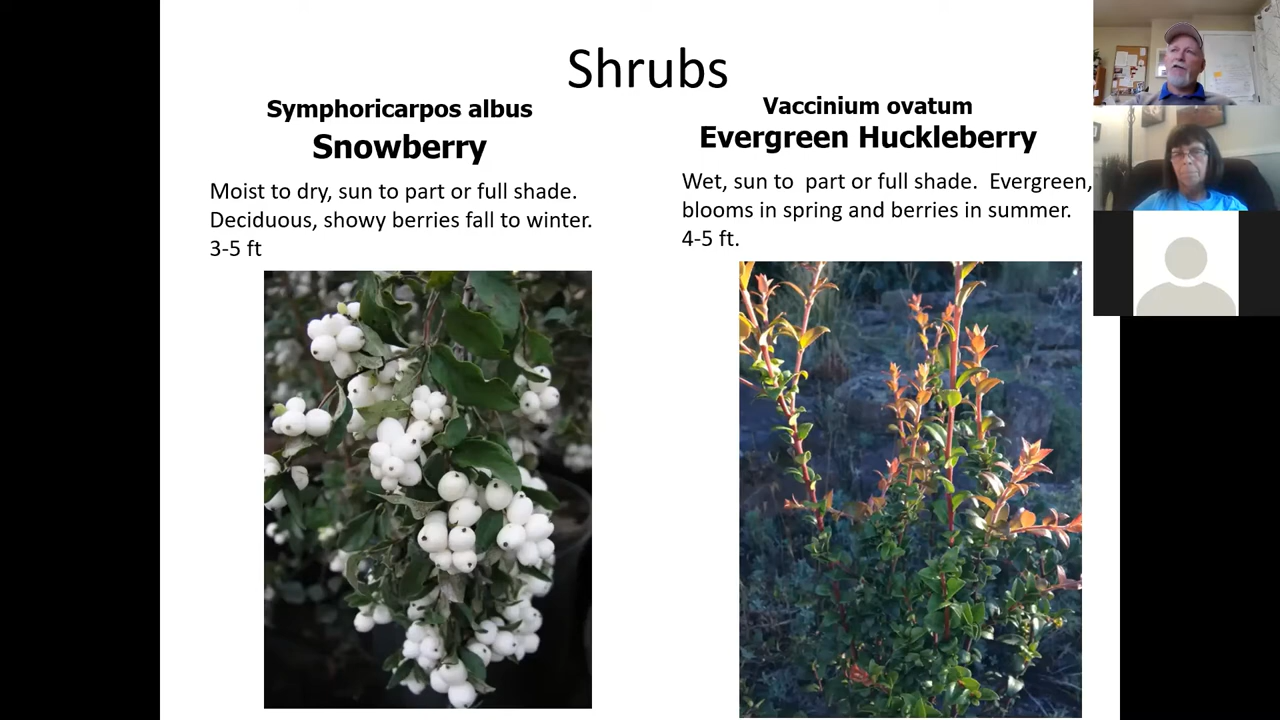 Shrubs
Symphoricarpos albus
Snowberry
Moist to dry, sun to part or full shade.
Deciduous, showy berries fall to winter.
3-5 ft
Vaccinium ovatum
Evergreen Huckleberry
Wet, sun to  part or full shade.  Evergreen,
blooms in spring and berries in summer.
4-5 ft.